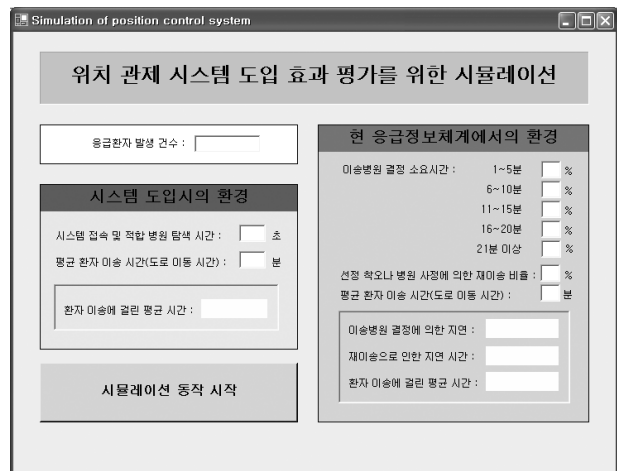 Simulation of position control system
위치 관제 시스템 도입 효과 평가를 위한 시뮬레이션
응급환자 발생 건수 :
시스템 도입시의 환경
시스템 접속 및 적합 병원 탐색 시간 : 초
평균 환자 이송 시간(도로 이동 시간) : 분
환자 이송에 걸린 평균 시간 :
시뮬레이션 동작 시작
현 응급정보체계에서의 환경
이송병원 결정 소요시간 : 1~5분 %
6~10분 %
11~15분 %
16~20분 %
21분 이상 %
선정 착오나 병원 사정에 의한 재이송 비율 : %
평균 환자 이송 시간(도로 이동 시간) : 분
이송병원 결정에 의한 지연 :
재이송으로 인한 지연 시간 :
환자 이송에 걸린 평균 시간 :